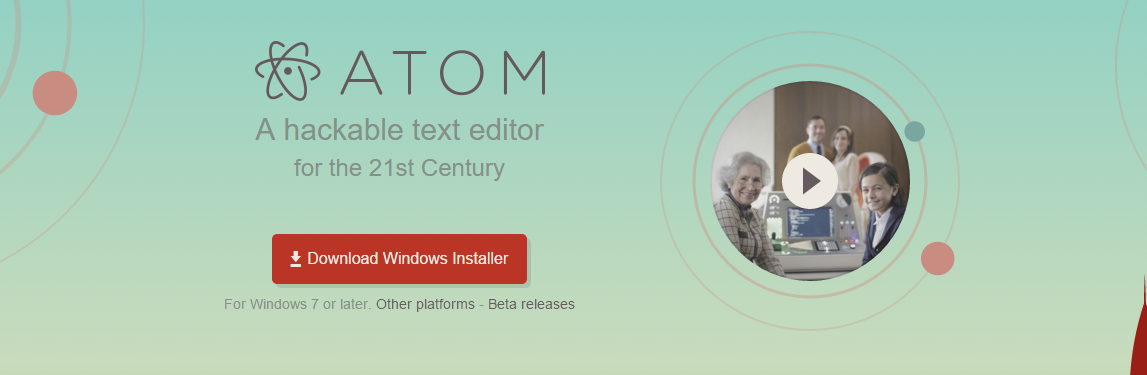 ATOM
A hackable text editor
for the 21st Century
Download Windows Installer
For Windows 7 or later. Other platforms - Beta releases